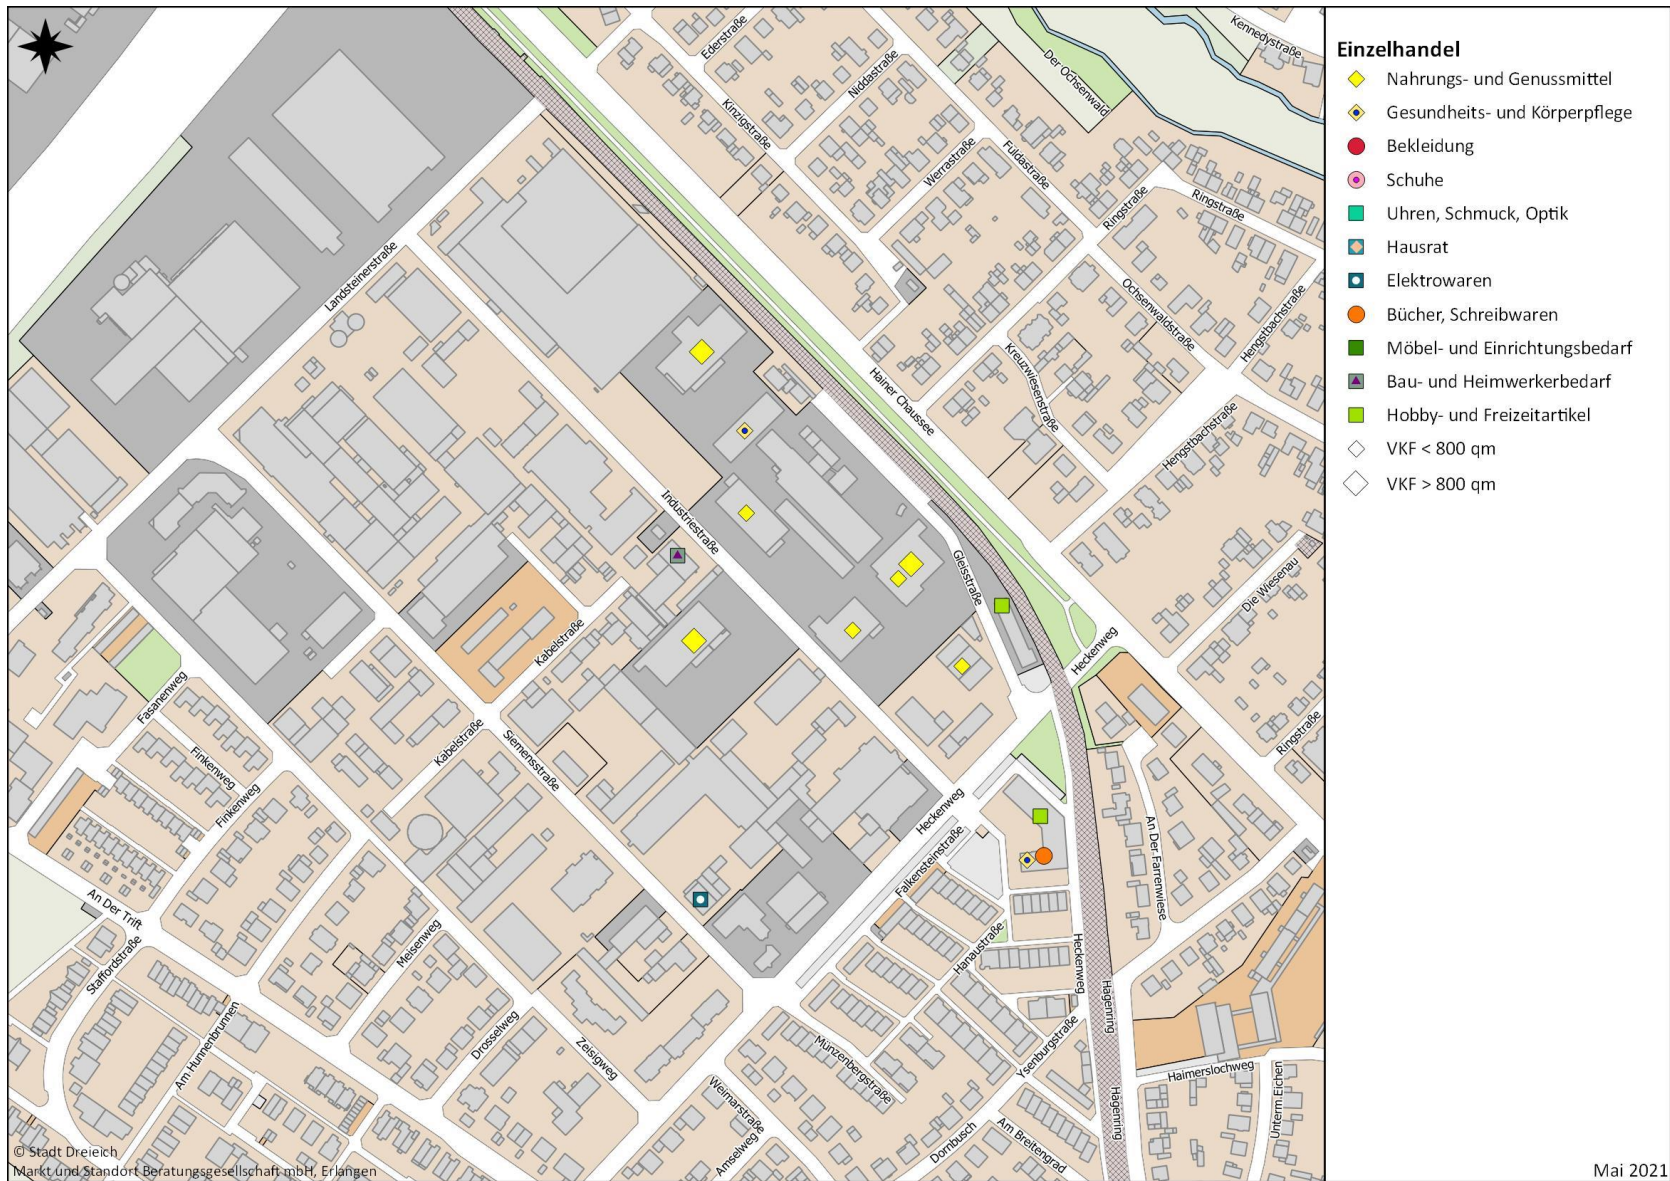 Ederstraße
Niddastraße
Kinzigstraße
Werrastraße
Fuldastraße
Der Ochsenwald
Kennedystraße
Ringstraße
Ringstraße
Landsteinerstraße
Ochsenwaldstraße
Hengstbachstraße
Kreuzwiesenstraße
Hainer Chaussee
Hengstbachstraße
Industriestraße
Gleisstraße
Die Wiesenau
Kabelstraße
Heckenweg
Fasanenweg
Ringstraße
Kabelstraße
Siemensstraße
Finkenweg
Finkenweg
Heckenweg
Falkensteinstraße
An Der Farrenwiese
An Der Trift
Meisenweg
Hanaustraße
Heckenweg
Staffordstraße
Hagenring
Am Hunnenbrunnen
Drosselweg
Zeisigweg
Münzenbergstraße
Ysenburgstraße
Haimerslochweg
Unterm Eichen
Weimarstraße
Hagenring
Amselweg
Dornbusch
Am Breitengrad
© Stadt Dreieich
Markt und Standort Beratungsgesellschaft mbH, Erlangen
Einzelhandel
Nahrungs- und Genussmittel
Gesundheits- und Körperpflege
Bekleidung
Schuhe
Uhren, Schmuck, Optik
Hausrat
Elektrowaren
Bücher, Schreibwaren
Möbel- und Einrichtungsbedarf
Bau- und Heimwerkerbedarf
Hobby- und Freizeitartikel
VKF < 800 qm
VKF > 800 qm
Mai 2021